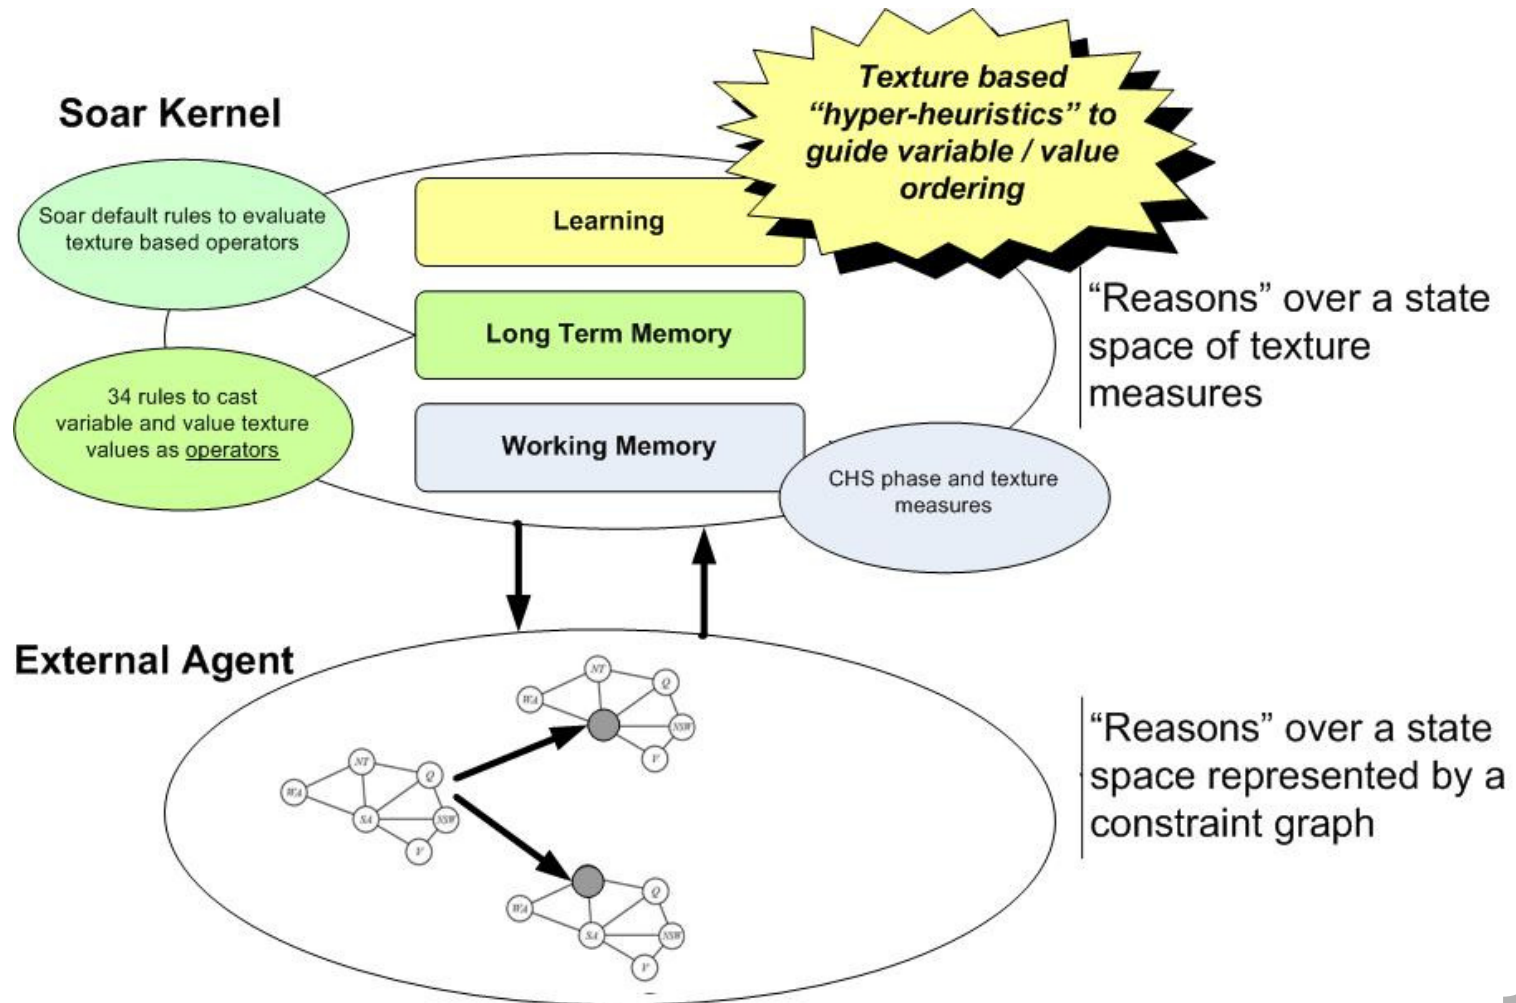 Soar Kernel
Texture based
“hyper-heuristics” to
guide variable / value
ordering
Soar default rules to evaluate
texture based operators
Learning
Long Term Memory
34 rules to cast
variable and value texture
values as operators
Working Memory
CHS phase and texture
measures
“Reasons” over a state
space of texture
measures
External Agent
NT
Q
WA
NSW
V
NT
Q
WA
SA
NSW
V
Q
WA
SA
NSW
V
“Reasons” over a state
space represented by a
constraint graph